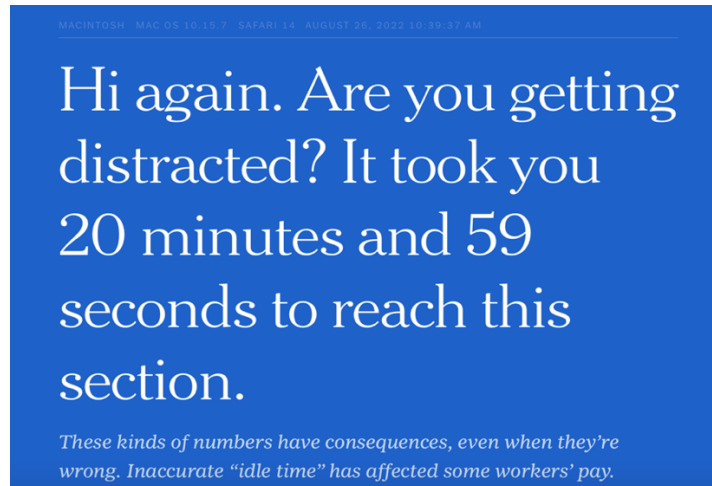 MACINTOSH MAC OS 10.15.7 SAFARI 14 AUGUST 26, 2022 10:39:37 AM
Hi again. Are you getting
distracted? It took you
20 minutes and 59
seconds to reach this
section.
These kinds of numbers have consequences, even when they’re
wrong. Inaccurate “idle time” has affected some workers’ pay.